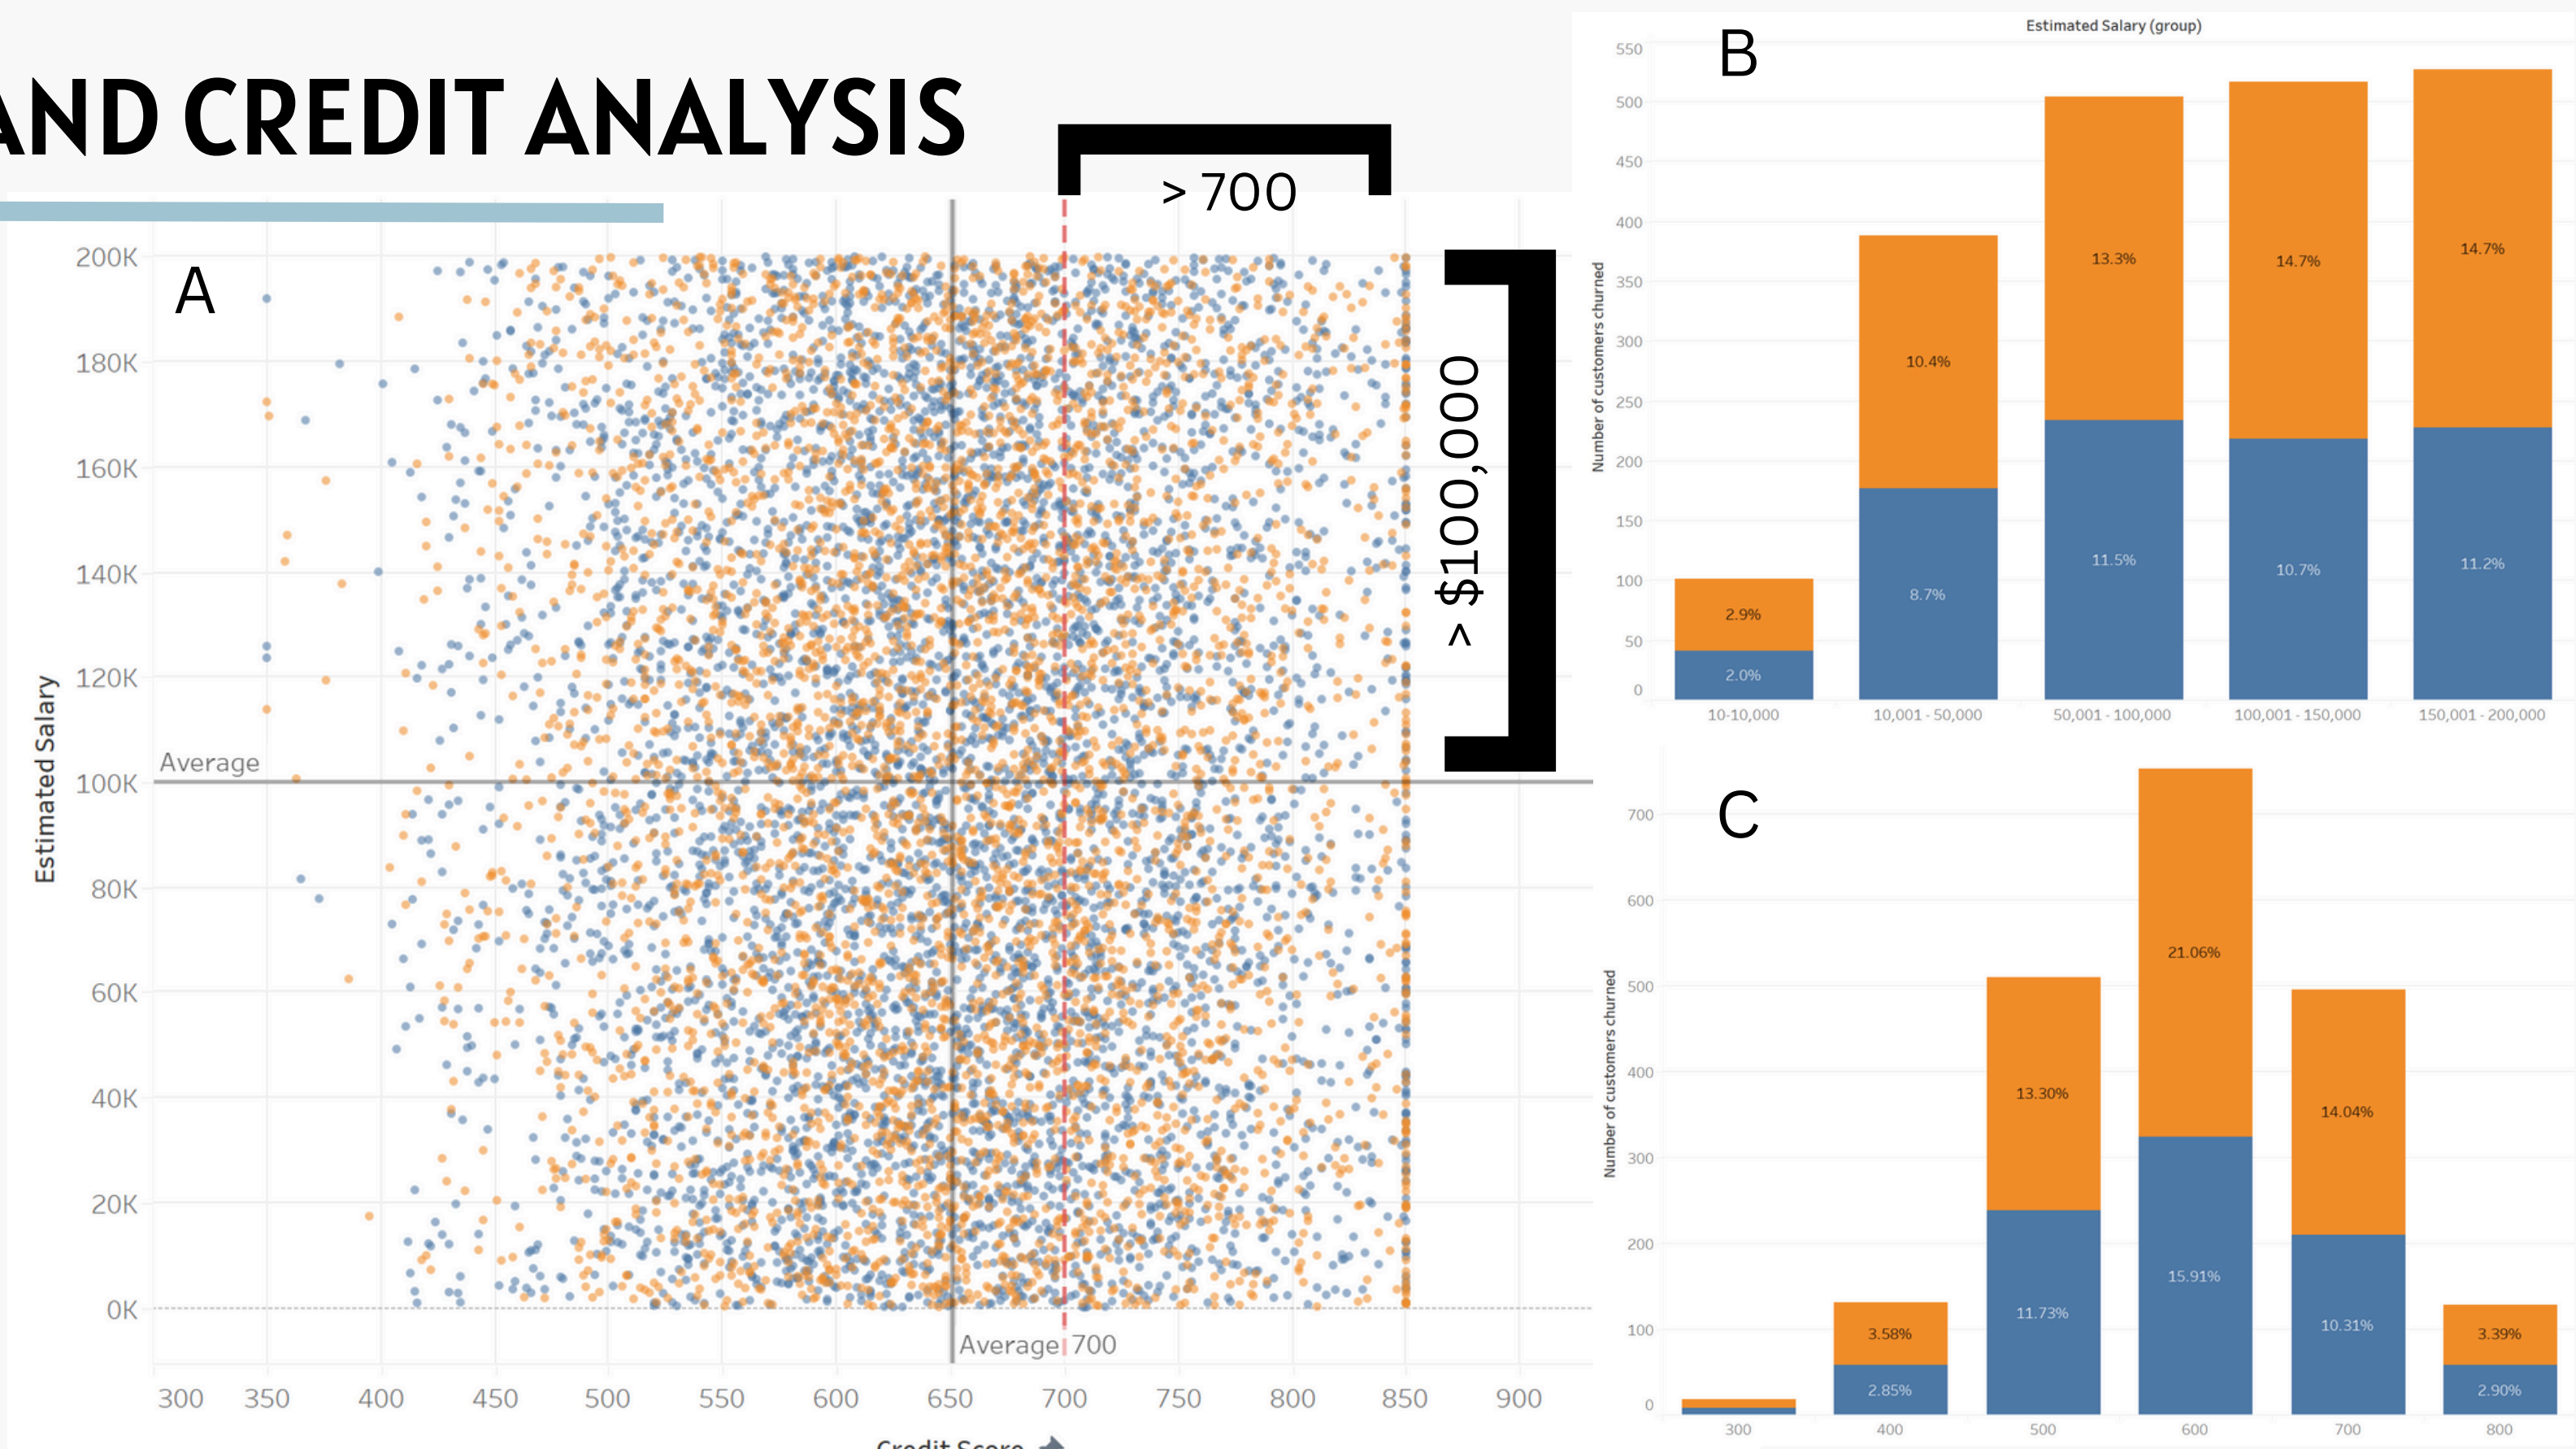 AND CREDIT ANALYSIS
> 700
A
> $100,000
Estimated Salary
200K
180K
160K
140K
120K
100K
80K
60K
40K
20K
0K
Average
Average
700
300 350 400 450 500 550 600 650 700 750 800 850 900
Credit Score
B
Estimated Salary (group)
Number of customers churned
550
500
450
400
350
300
250
200
150
100
50
0
2.9%
2.0%
10.4%
8.7%
13.3%
11.5%
14.7%
10.7%
14.7%
11.2%
10-10,000 10,001 - 50,000 50,001 - 100,000 100,001 - 150,000 150,001 - 200,000
C
Number of customers churned
700
600
500
400
300
200
100
0
3.58%
2.85%
13.30%
11.73%
21.06%
15.91%
14.04%
10.31%
3.39%
2.90%
300 400 500 600 700 800